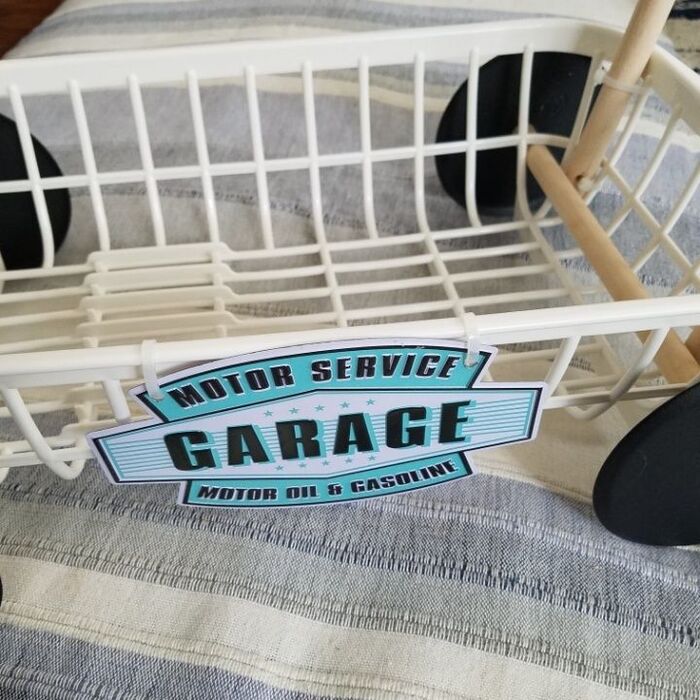 MOTOR SERVICE
GARAGE
MOTOR OIL & GASOLINE